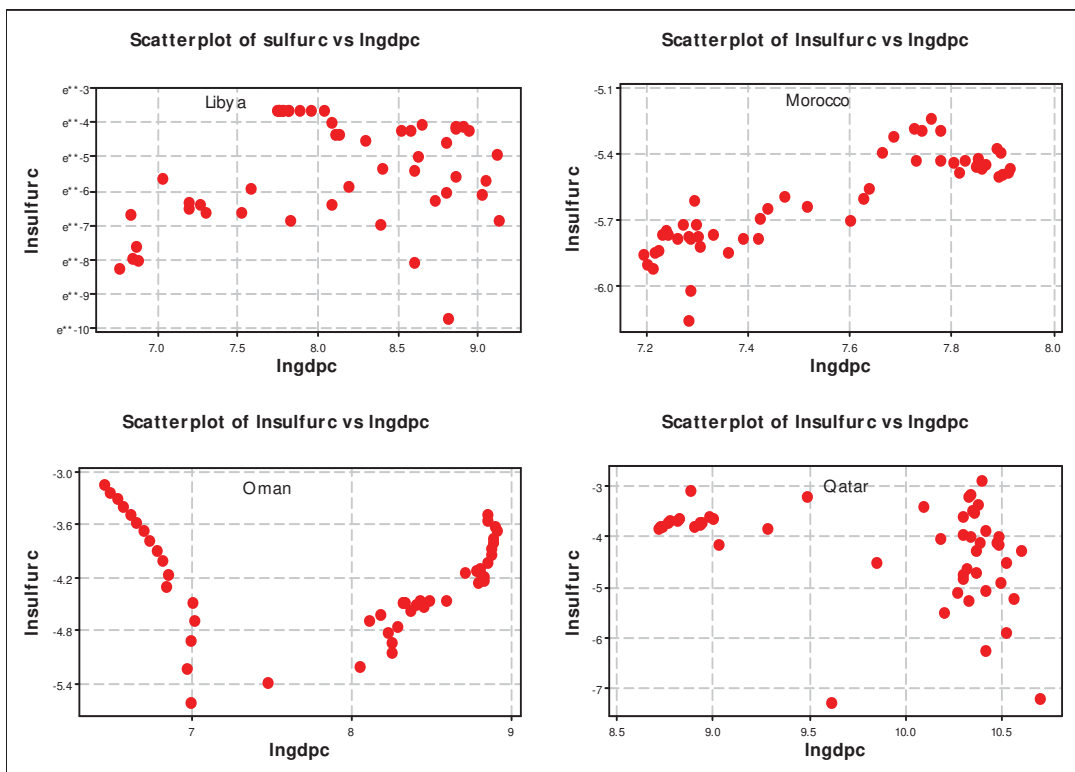 Scatterplot of sulfurc vs lngdpc
lnsulfurc
e**-3
e**-4
e**-5
e**-6
e**-7
e**-8
e**-9
e**-10
Libya
7.0 7.5 8.0 8.5 9.0
lngdpc
Scatterplot of lnsulfurc vs lngdpc
lnsulfurc
-5.1
-5.4
-5.7
-6.0
Morocco
7.2 7.4 7.6 7.8 8.0
lngdpc
Scatterplot of lnsulfurc vs lngdpc
lnsulfurc
-3.0
-3.6
-4.2
-4.8
-5.4
Oman
7 8 9
lngdpc
Scatterplot of lnsulfurc vs lngdpc
lnsulfurc
-3
-4
-5
-6
-7
Qatar
8.5 9.0 9.5 10.0 10.5
lngdpc